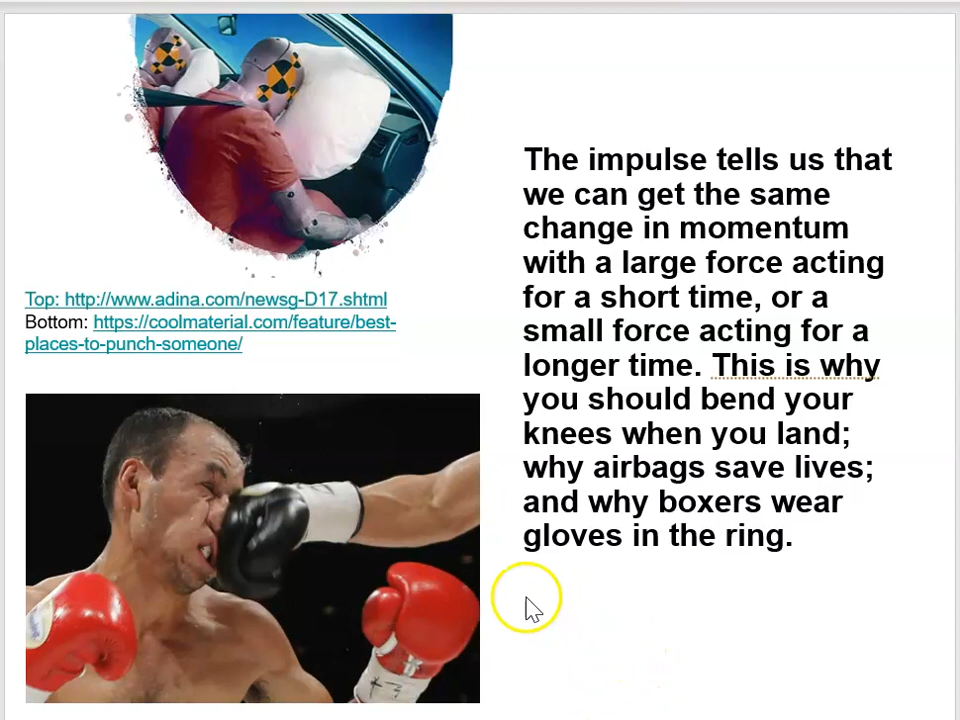 Top: http://www.adina.com/newsg-D17.shtml
Bottom: https://coolmaterial.com/feature/best-
places-to-punch-someone/
The impulse tells us that
we can get the same
change in momentum
with a large force acting
for a short time, or a
small force acting for a
longer time. This is why
you should bend your
knees when you land;
why airbags save lives;
and why boxers wear
gloves in the ring.